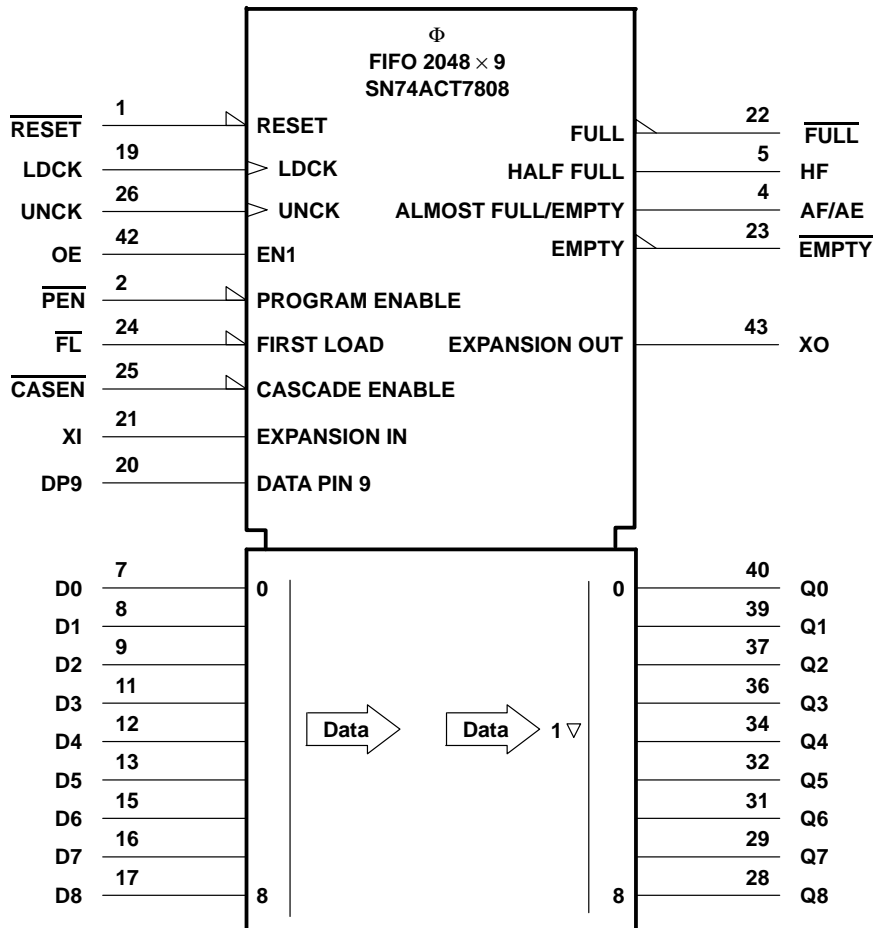 Φ
FIFO 2048 × 9
SN74ACT7808
RESET 1 RESET
LDCK 19 LDCK
UNCK 26 UNCK
OE 42 EN1
PEN 2 PROGRAM ENABLE
FL 24 FIRST LOAD
CASEN 25 CASCADE ENABLE
XI 21 EXPANSION IN
DP9 20 DATA PIN 9
FULL 22 FULL
HALF FULL 5 HF
ALMOST FULL/EMPTY 4 AF/AE
EMPTY 23 EMPTY
EXPANSION OUT 43 XO
D0 7 0
D1 8
D2 9
D3 11
D4 12
D5 13
D6 15
D7 16
D8 17 8
Data
Data 1 ▽
0 40 Q0
39 Q1
37 Q2
36 Q3
34 Q4
32 Q5
31 Q6
29 Q7
8 28 Q8